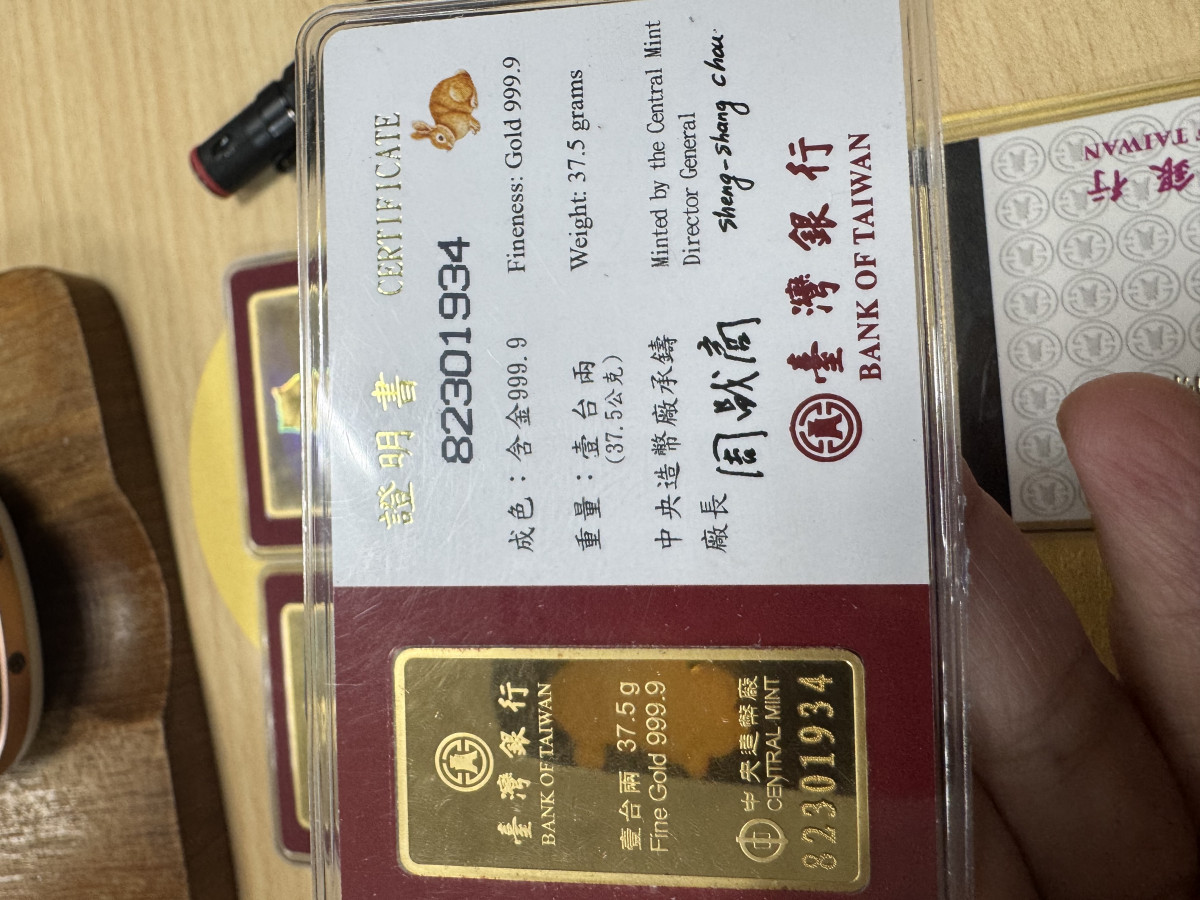 證明書 CERTIFICATE
82301934
成色：含金999.9 Fineness: Gold 999.9
重量：壹台兩 Weight: 37.5 grams
(37.5公克)
中央造幣廠承鑄 Minted by the Central Mint
廠長 Director General
sheng-shang chou
臺灣銀行
BANK OF TAIWAN
臺灣銀行
BANK OF TAIWAN
壹台兩 37.5g
Fine Gold 999.9
中央造幣廠
CENTRAL MINT
82301934
銀行
TAIWAN